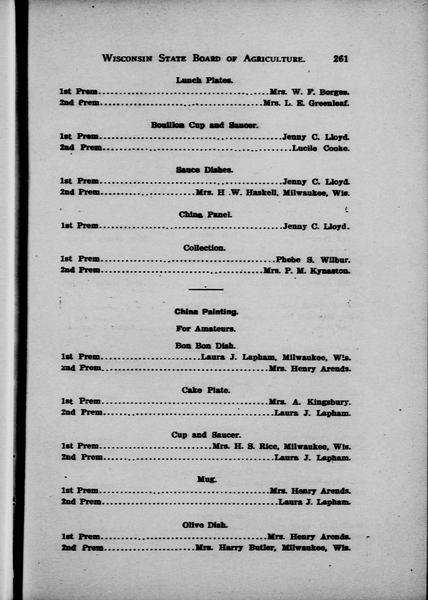 WISCONSIN STATE BOARD OF AGRICULTURE. 261
Lunch Plates.
1st Prem........................................Mrs. W. F. Borges.
2nd Prem......................................Mrs. L. E. Greenleaf.
Bouillon Cup and Saucer.
1st Prem...........................................Jenny C. Lloyd.
2nd Prem............................................Lucile Cooke.
Sauce Dishes.
1st Prem...........................................Jenny C. Lloyd.
2nd Prem......................Mrs. H .W. Haskell, Milwaukee, Wis.
China Panel.
1st Prem...........................................Jenny C. Lloyd.
Collection.
1st Prem.........................................Phebe S. Wilbur.
2nd Prem......................................Mrs. P. M. Kynaston.
China Painting.
For Amateurs.
Bon Bon Dish.
1st Prem.......................Laura J. Lapham, Milwaukee, Wis.
2nd Prem.......................................Mrs. Henry Arends.
Cake Plate.
1st Prem.......................................Mrs. A. Kingsbury.
2nd Prem........................................Laura J. Lapham.
Cup and Saucer.
1st Prem..........................Mrs. H. S. Rice, Milwaukee, Wis.
2nd Prem........................................Laura J. Lapham.
Mug.
1st Prem.......................................Mrs. Henry Arends.
2nd Prem.........................................Laura J. Lapham.
Olive Dish.
1st Prem.......................................Mrs. Henry Arends.
2nd Prem.....................Mrs. Harry Butler, Milwaukee, Wis.